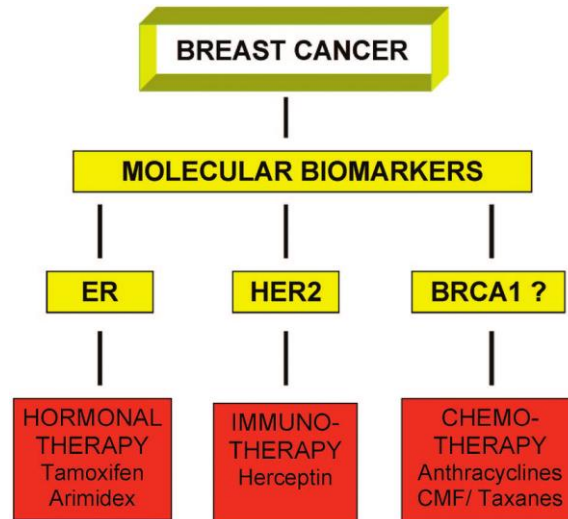 BREAST CANCER
MOLECULAR BIOMARKERS
ER
HER2
BRCA1 ?
HORMONAL
THERAPY
Tamoxifen
Arimidex
IMMUNO-
THERAPY
Herceptin
CHEMO-
THERAPY
Anthracyclines
CMF/ Taxanes